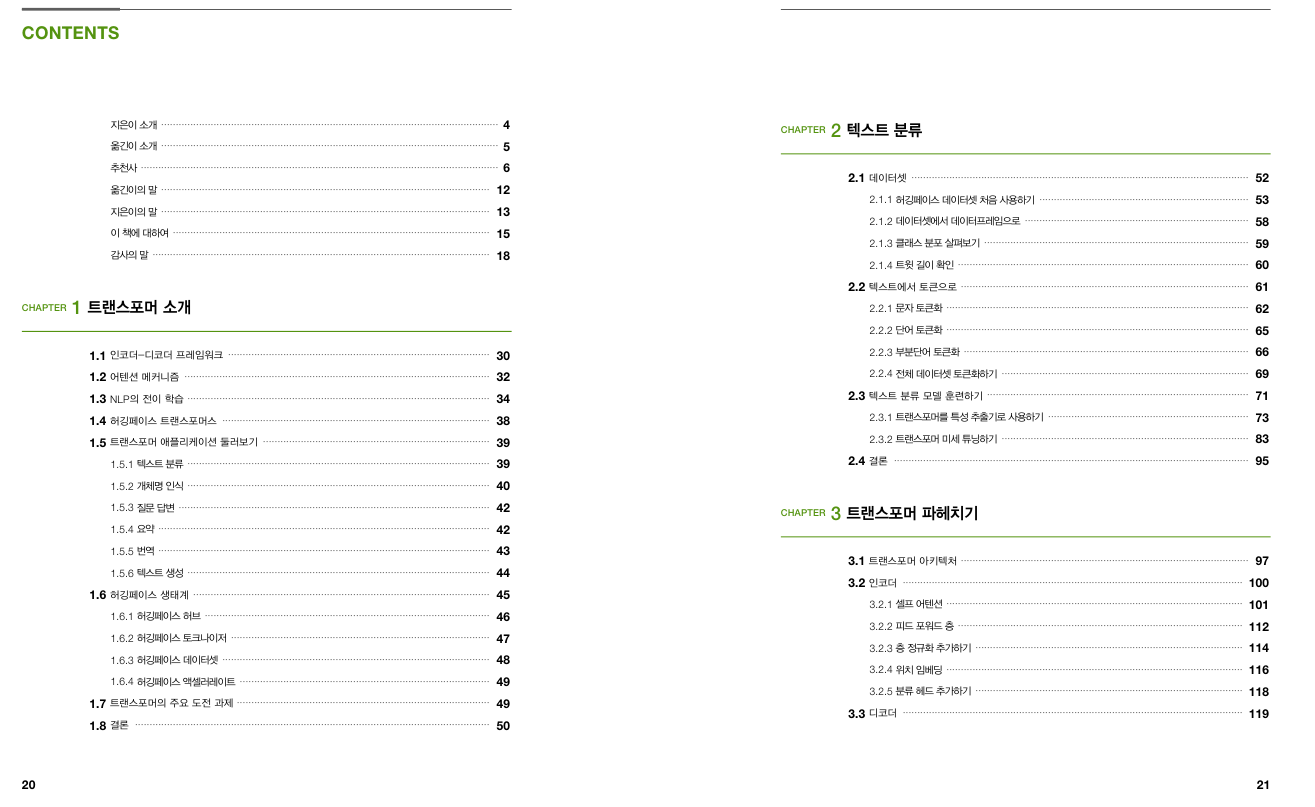 CONTENTS
지은이 소개 4
옮긴이 소개 5
추천사 6
옮긴이의 말 12
지은이의 말 13
이 책에 대하여 15
감사의 말 18
CHAPTER 1 트랜스포머 소개
1.1 인코더-디코더 프레임워크 30
1.2 어텐션 메커니즘 32
1.3 NLP의 전이 학습 34
1.4 허깅페이스 트랜스포머스 38
1.5 트랜스포머 애플리케이션 둘러보기 39
1.5.1 텍스트 분류 39
1.5.2 개체명 인식 40
1.5.3 질문 답변 42
1.5.4 요약 42
1.5.5 번역 43
1.5.6 텍스트 생성 44
1.6 허깅페이스 생태계 45
1.6.1 허깅페이스 허브 46
1.6.2 허깅페이스 토크나이저 47
1.6.3 허깅페이스 데이터셋 48
1.6.4 허깅페이스 액셀러레이트 49
1.7 트랜스포머의 주요 도전 과제 49
1.8 결론 50
20
CHAPTER 2 텍스트 분류
2.1 데이터셋 52
2.1.1 허깅페이스 데이터셋 처음 사용하기 53
2.1.2 데이터셋에서 데이터프레임으로 58
2.1.3 클래스 분포 살펴보기 59
2.1.4 트윗 길이 확인 60
2.2 텍스트에서 토큰으로 61
2.2.1 문자 토큰화 62
2.2.2 단어 토큰화 65
2.2.3 부분단어 토큰화 66
2.2.4 전체 데이터셋 토큰화하기 69
2.3 텍스트 분류 모델 훈련하기 71
2.3.1 트랜스포머를 특성 추출기로 사용하기 73
2.3.2 트랜스포머 미세 튜닝하기 83
2.4 결론 95
CHAPTER 3 트랜스포머 파헤치기
3.1 트랜스포머 아키텍처 97
3.2 인코더 100
3.2.1 셀프 어텐션 101
3.2.2 피드 포워드 층 112
3.2.3 층 정규화 추가하기 114
3.2.4 위치 임베딩 116
3.2.5 분류 헤드 추가하기 118
3.3 디코더 119
21